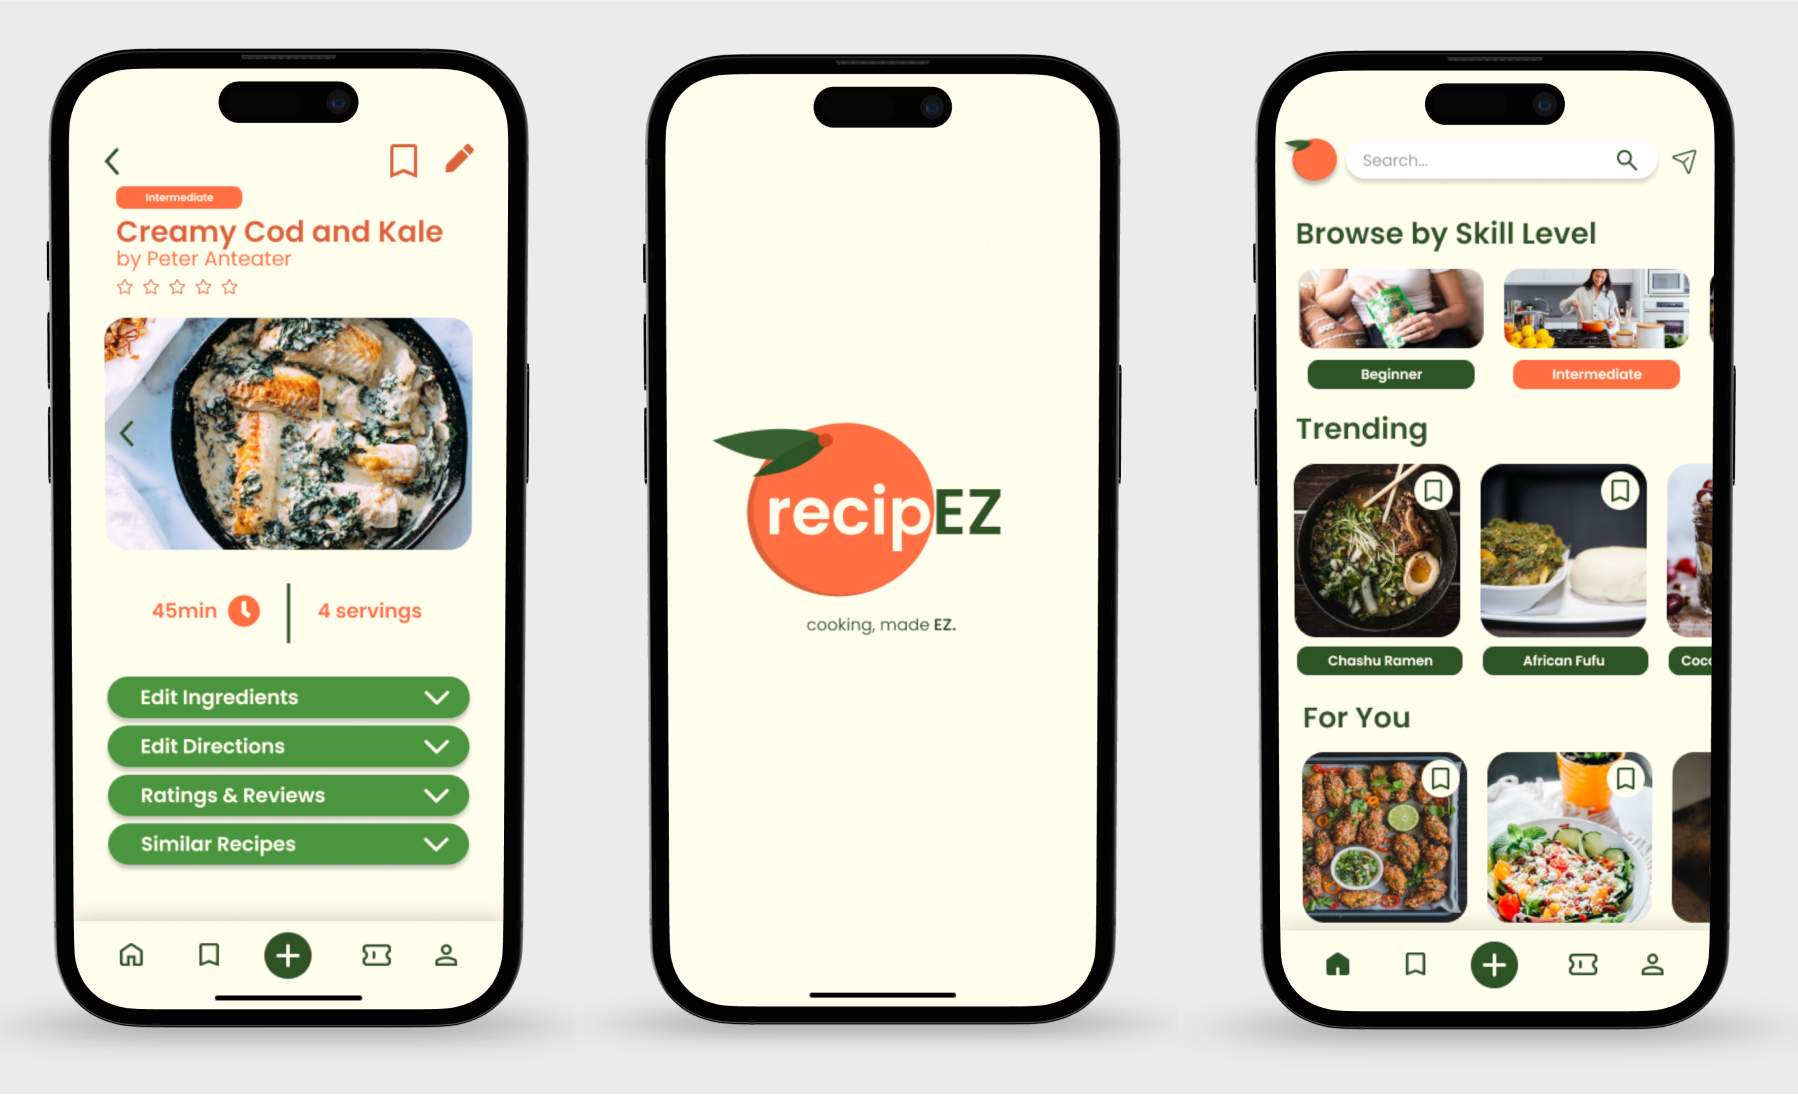 Intermediate
Creamy Cod and Kale
by Peter Anteater
45min
4 servings
Edit Ingredients
Edit Directions
Ratings & Reviews
Similar Recipes
recipEZ
cooking, made EZ.
Search...
Browse by Skill Level
Beginner
Intermediate
Trending
Chashu Ramen
African Fufu
For You